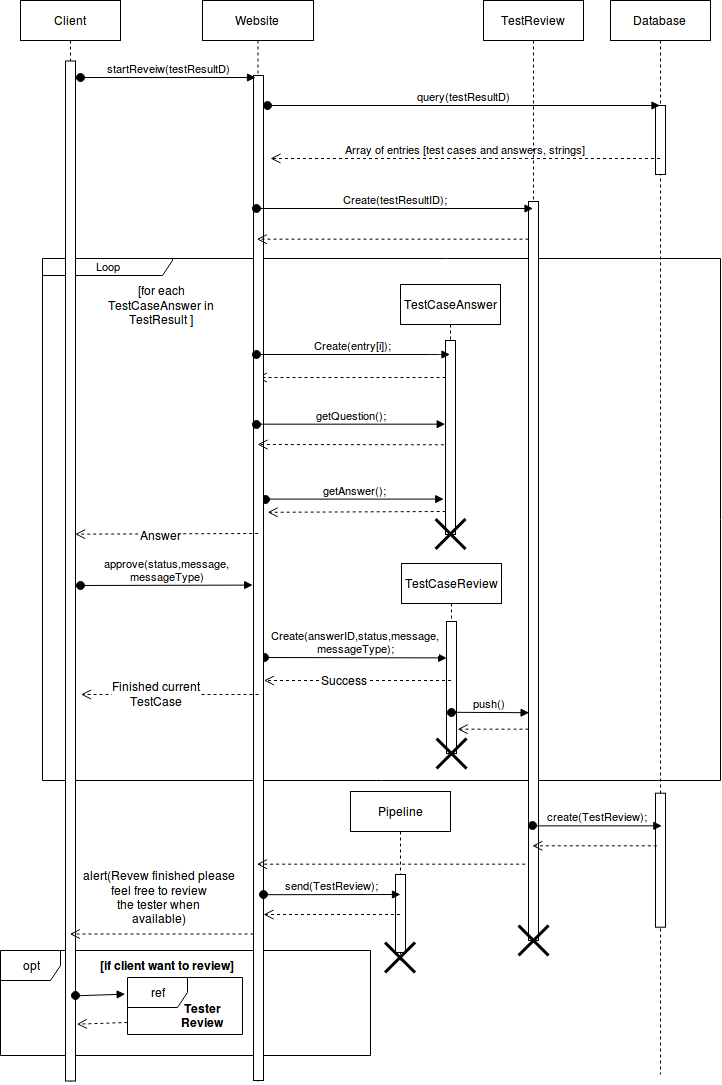 Client
Website
TestReview
Database
startReveiw(testResultD)
query(testResultD)
Array of entries [test cases and answers, strings]
Create(testResultID);
Loop
[for each
TestCaseAnswer in
TestResult ]
TestCaseAnswer
Create(entry[i]);
getQuestion();
getAnswer();
Answer
approve(status,message,
messageType)
TestCaseReview
Create(answerID,status,message,
messageType);
Success
Finished current
TestCase
push()
Pipeline
create(TestReview);
alert(Revew finished please
feel free to review
the tester when
available)
send(TestReview);
opt
[if client want to review]
ref
Tester
Review